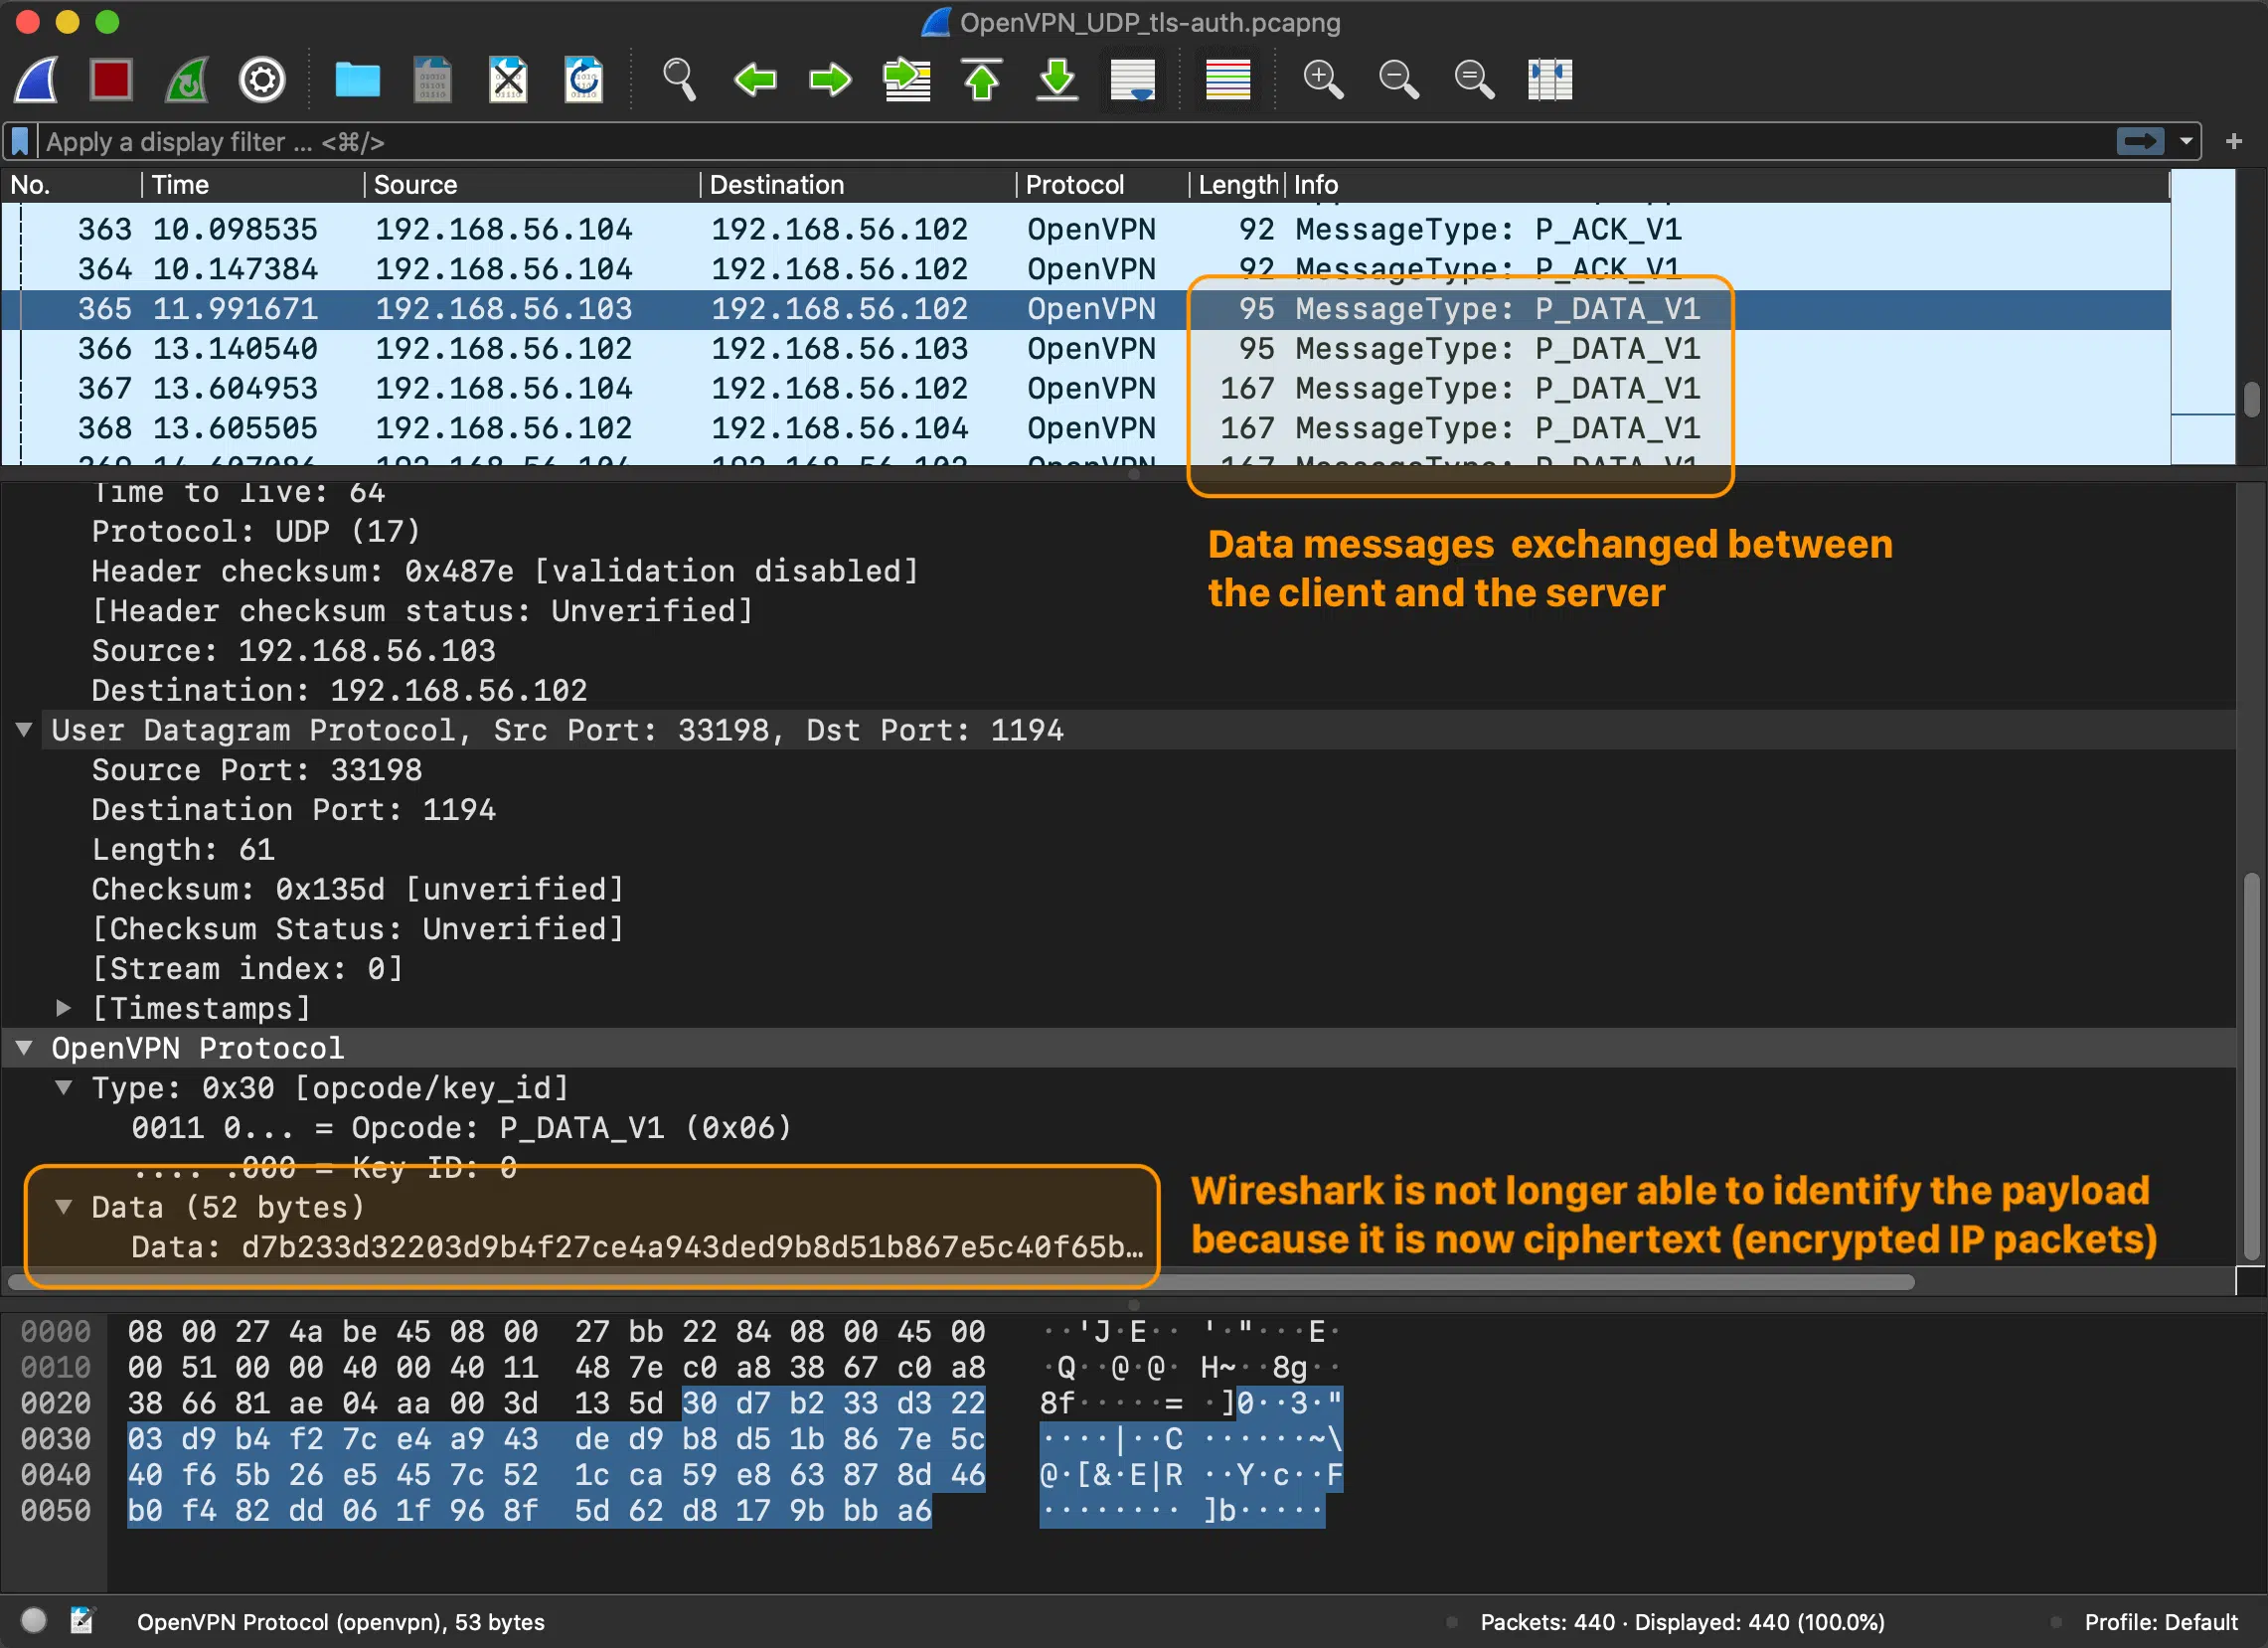 OpenVPN_UDP_tls-auth.pcapng
Apply a display filter ... <⌘/>
No. Time Source Destination Protocol Length Info
363 10.098535 192.168.56.104 192.168.56.102 OpenVPN 92 MessageType: P_ACK_V1
364 10.147384 192.168.56.104 192.168.56.102 OpenVPN 92 MessageType: P_ACK_V1
365 11.991671 192.168.56.103 192.168.56.102 OpenVPN 95 MessageType: P_DATA_V1
366 13.140540 192.168.56.102 192.168.56.103 OpenVPN 95 MessageType: P_DATA_V1
367 13.604953 192.168.56.104 192.168.56.102 OpenVPN 167 MessageType: P_DATA_V1
368 13.605505 192.168.56.102 192.168.56.104 OpenVPN 167 MessageType: P_DATA_V1
369 14.607086 192.168.56.104 192.168.56.102 OpenVPN 167 MessageType: P_DATA_V1
Time to live: 64
Protocol: UDP (17)
Header checksum: 0x487e [validation disabled]
[Header checksum status: Unverified]
Source: 192.168.56.103
Destination: 192.168.56.102
Data messages exchanged between
the client and the server
User Datagram Protocol, Src Port: 33198, Dst Port: 1194
Source Port: 33198
Destination Port: 1194
Length: 61
Checksum: 0x135d [unverified]
[Checksum Status: Unverified]
[Stream index: 0]
[Timestamps]
OpenVPN Protocol
Type: 0x30 [opcode/key_id]
0011 0... = Opcode: P_DATA_V1 (0x06)
.... .000 = Key ID: 0
Data (52 bytes)
Data: d7b233d32203d9b4f27ce4a943ded9b8d51b867e5c40f65b…
Wireshark is not longer able to identify the payload
because it is now ciphertext (encrypted IP packets)
0000 08 00 27 4a be 45 08 00 27 bb 22 84 08 00 45 00 ··'J·E·· '·"···E·
0010 00 51 00 00 40 00 40 11 48 7e c0 a8 38 67 c0 a8 ·Q··@·@· H~··8g··
0020 38 66 81 ae 04 aa 00 3d 13 5d 30 d7 b2 33 d3 22 8f·····= ·]0··3·"
0030 03 d9 b4 f2 7c e4 a9 43 de d9 b8 d5 1b 86 7e 5c ····|··C ······~\
0040 40 f6 5b 26 e5 45 7c 52 1c ca 59 e8 63 87 8d 46 @·[&·E|R ··Y·c··F
0050 b0 f4 82 dd 06 1f 96 8f 5d 62 d8 17 9b bb a6 ········ ]b·····
OpenVPN Protocol (openvpn), 53 bytes
Packets: 440 · Displayed: 440 (100.0%)
Profile: Default